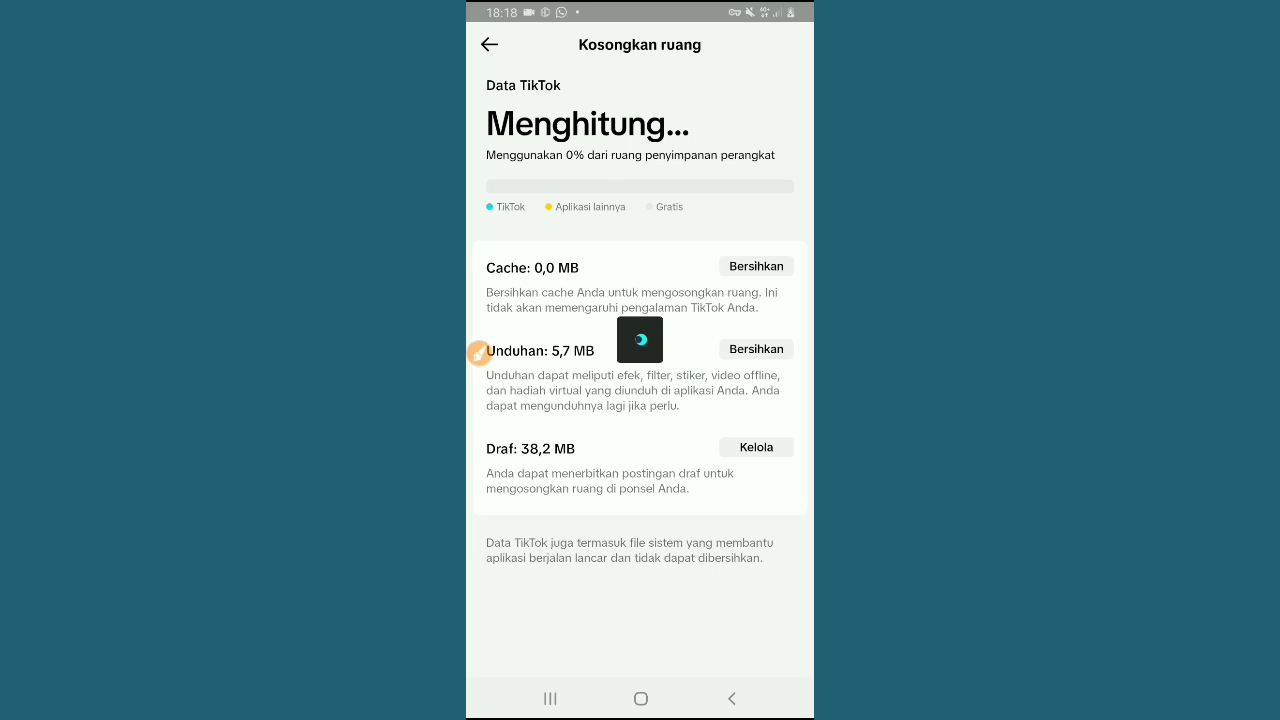 18:18
Kosongkan ruang
Data TikTok
Menghitung...
Menggunakan 0% dari ruang penyimpanan perangkat
TikTok Aplikasi lainnya Gratis
Cache: 0,0 MB Bersihkan
Bersihkan cache Anda untuk mengosongkan ruang. Ini
tidak akan memengaruhi pengalaman TikTok Anda.
Unduhan: 5,7 MB Bersihkan
Unduhan dapat meliputi efek, filter, stiker, video offline,
dan hadiah virtual yang diunduh di aplikasi Anda. Anda
dapat mengunduhnya lagi jika perlu.
Draf: 38,2 MB Kelola
Anda dapat menerbitkan postingan draf untuk
mengosongkan ruang di ponsel Anda.
Data TikTok juga termasuk file sistem yang membantu
aplikasi berjalan lancar dan tidak dapat dibersihkan.